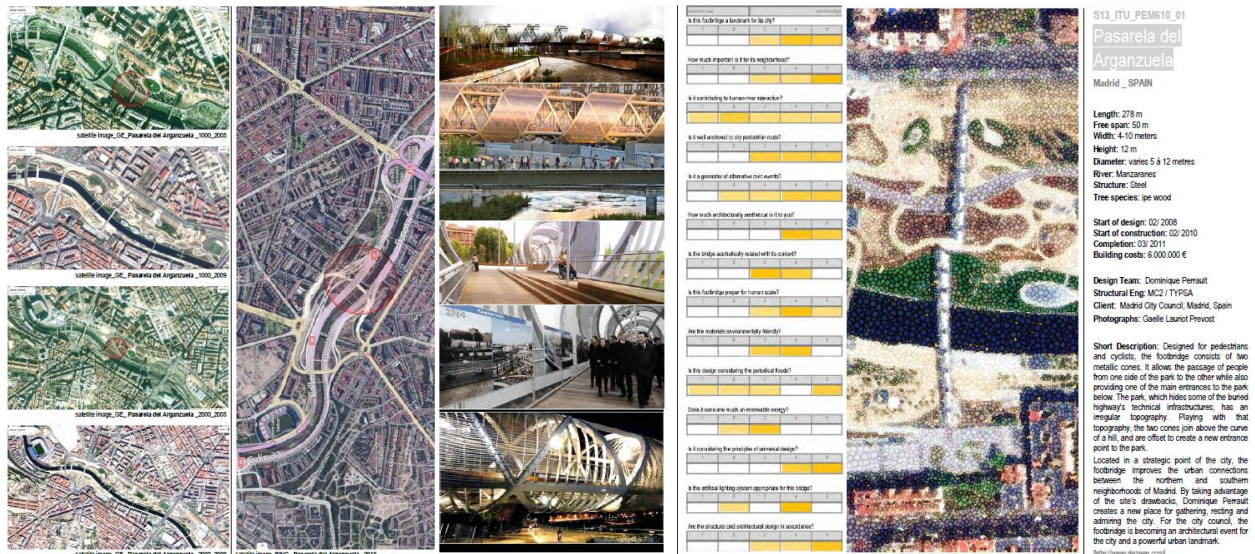 satellite image_GE_Pasarela del Arganzuela _1000_2005
satellite image_GE_ Pasarela del Arganzuela _1000_2009
satellite image_GE_ Pasarela del Arganzuela _2000_2005
2004
Is this footbridge a landmark for its city?
How much important is it for its neighborhood?
Is it contributing to human-river interaction?
Is it well anchored to city pedestrian routs?
Is it a generator of alternative civic events?
How much architecturally aesthetical is it to you?
Is the bridge aesthatically related with its context?
Is this footbridge proper for human scale?
Are the materials environmentally friendly?
Is this design considering the periodical floods?
Does it consume much un-renewable energy?
Is it considering the principles of universal design?
Is the artificial lighting system appropriate for this bridge?
Are the structural and architectural design in accordance?
S13_ITU_PEM610_01
Pasarela del
Arganzuela
Madrid _ SPAIN
Length: 278 m
Free span: 50 m
Width: 4-10 meters
Height: 12 m
Diameter: varies 5 à 12 metres
River: Manzaranes
Structure: Steel
Tree species: ipe wood
Start of design: 02/ 2008
Start of construction: 02/ 2010
Completion: 03/ 2011
Building costs: 6.000.000 €
Design Team: Dominique Perrault
Structural Eng: MC2 / TYPSA
Client: Madrid City Council, Madrid, Spain
Photographs: Gaelle Lauriot Prevost
Short Description: Designed for pedestrians
and cyclists, the footbridge consists of two
metallic cones. It allows the passage of people
from one side of the park to the other while also
providing one of the main entrances to the park
below. The park, which hides some of the buried
highway's technical infrastructures, has an
irregular topography. Playing with that
topography, the two cones join above the curve
of a hill, and are offset to create a new entrance
point to the park.
Located in a strategic point of the city, the
footbridge improves the urban connections
between the northern and southern
neighborhoods of Madrid. By taking advantage
of the site's drawbacks, Dominique Perrault
creates a new place for gathering, resting and
admiring the city. For the city council, the
footbridge is becoming an architectural event for
the city and a powerful urban landmark.